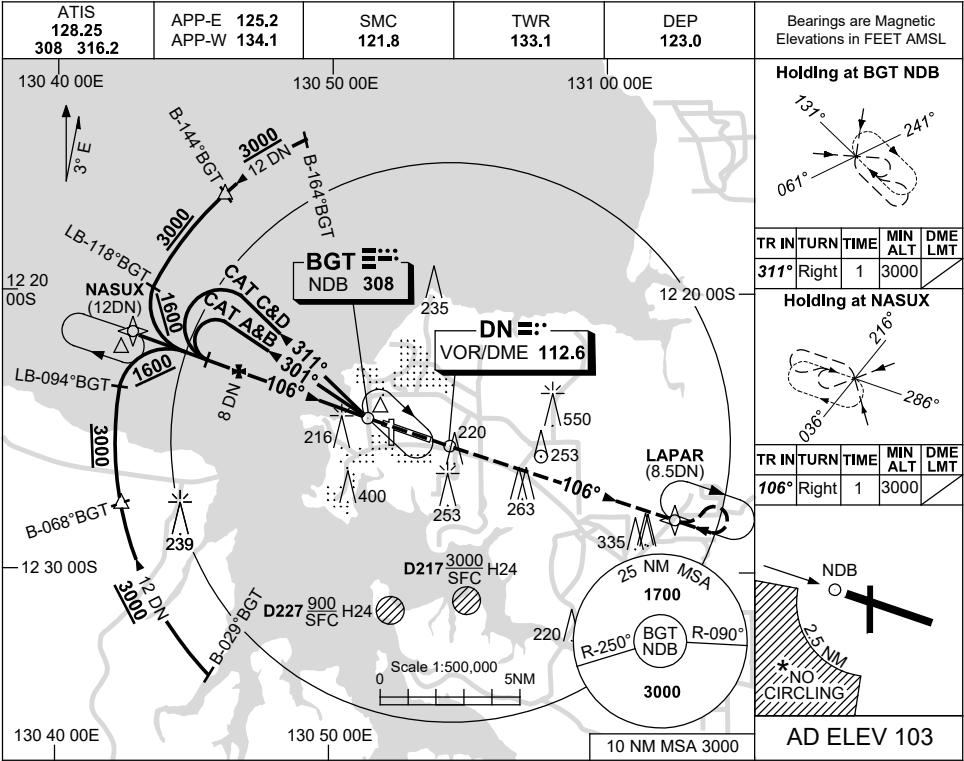 ATIS
128.25
308 316.2
APP-E 125.2
APP-W 134.1
SMC
121.8
TWR
133.1
DEP
123.0
Bearings are Magnetic
Elevations in FEET AMSL
130 40 00E
130 50 00E
131 00 00E
3° E
B-144°BGT
3000
12 DN
B-164°BGT
3000
LB-118°BGT
12 20
00S
NASUX
(12DN)
1600
CAT C&D
CAT A&B
311°
301°
106°
8 DN
BGT
NDB 308
235
12 20 00S
DN
VOR/DME 112.6
LB-094°BGT
1600
3000
216
220
550
253
400
253
263
106°
LAPAR
(8.5DN)
335
B-068°BGT
239
12 30 00S
12 DN
3000
B-029°BGT
D217 3000
SFC H24
D227 900
SFC H24
220
25 NM MSA
1700
R-250°
BGT
NDB
R-090°
3000
Scale 1:500,000
0
5NM
130 40 00E
130 50 00E
10 NM MSA 3000
Holding at BGT NDB
131°
241°
061°
TR IN TURN TIME MIN ALT DME LMT
311° Right 1 3000
Holding at NASUX
216°
286°
036°
TR IN TURN TIME MIN ALT DME LMT
106° Right 1 3000
NDB
2.5 NM
*NO
CIRCLING
AD ELEV 103